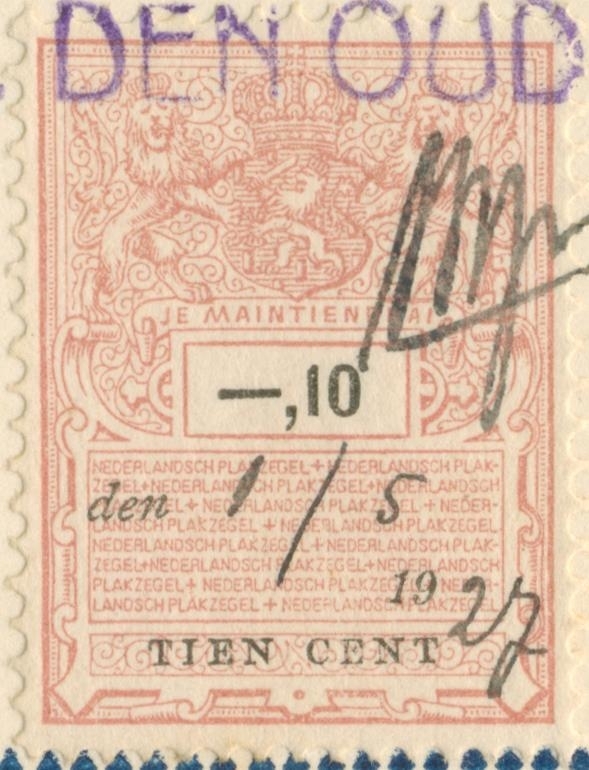 DEN OUD
JE MAINTIENDRAI
—,10
NEDERLANDSCH PLAKZEGEL + NEDERLANDSCH PLAK-
ZEGEL + NEDERLANDSCH PLAKZEGEL + NEDERLANDSCH
PLAKZEGEL + NEDERLANDSCH PLAKZEGEL + NEDER-
LANDSCH PLAKZEGEL + NEDERLANDSCH PLAKZEGEL
NEDERLANDSCH PLAKZEGEL + NEDERLANDSCH PLAK-
ZEGEL + NEDERLANDSCH PLAKZEGEL + NEDERLANDSCH
PLAKZEGEL + NEDERLANDSCH PLAKZEGEL + NEDER-
LANDSCH PLAKZEGEL + NEDERLANDSCH PLAKZEGEL
den 1 / 5
1927
TIEN CENT